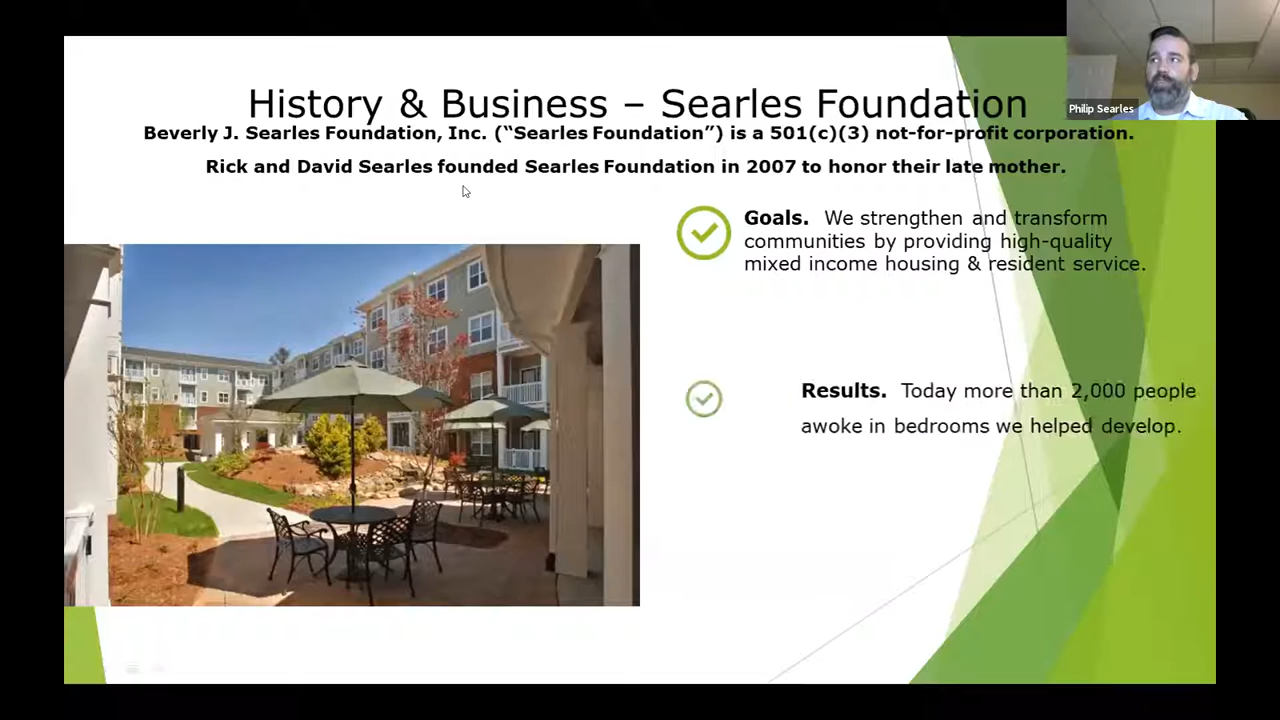 History & Business – Searles Foundation
Beverly J. Searles Foundation, Inc. (“Searles Foundation”) is a 501(c)(3) not-for-profit corporation.
Rick and David Searles founded Searles Foundation in 2007 to honor their late mother.
Goals. We strengthen and transform
communities by providing high-quality
mixed income housing & resident service.
Results. Today more than 2,000 people
awoke in bedrooms we helped develop.
Philip Searles